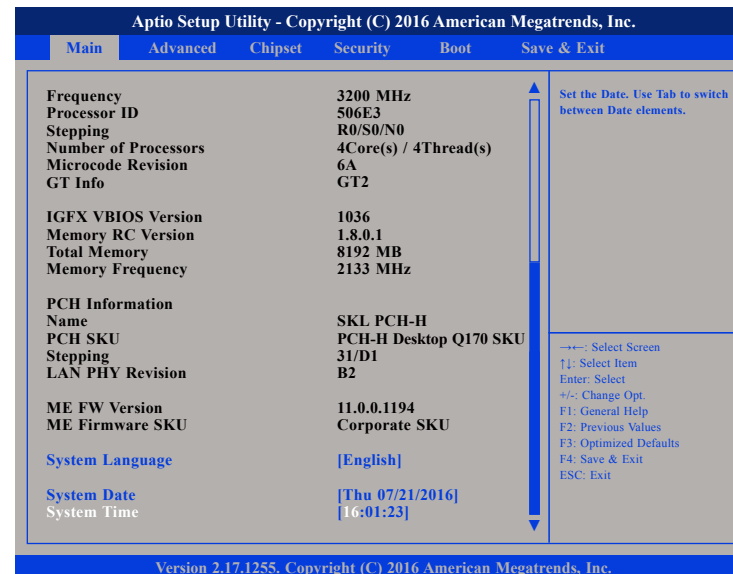 Aptio Setup Utility - Copyright (C) 2016 American Megatrends, Inc.
Main Advanced Chipset Security Boot Save & Exit
Frequency 3200 MHz
Processor ID 506E3
Stepping R0/S0/N0
Number of Processors 4Core(s) / 4Thread(s)
Microcode Revision 6A
GT Info GT2
IGFX VBIOS Version 1036
Memory RC Version 1.8.0.1
Total Memory 8192 MB
Memory Frequency 2133 MHz
PCH Information
Name SKL PCH-H
PCH SKU PCH-H Desktop Q170 SKU
Stepping 31/D1
LAN PHY Revision B2
ME FW Version 11.0.0.1194
ME Firmware SKU Corporate SKU
System Language [English]
System Date [Thu 07/21/2016]
System Time [16:01:23]
Set the Date. Use Tab to switch
between Date elements.
→←: Select Screen
↑↓: Select Item
Enter: Select
+/-: Change Opt.
F1: General Help
F2: Previous Values
F3: Optimized Defaults
F4: Save & Exit
ESC: Exit
Version 2.17.1255. Copyright (C) 2016 American Megatrends, Inc.